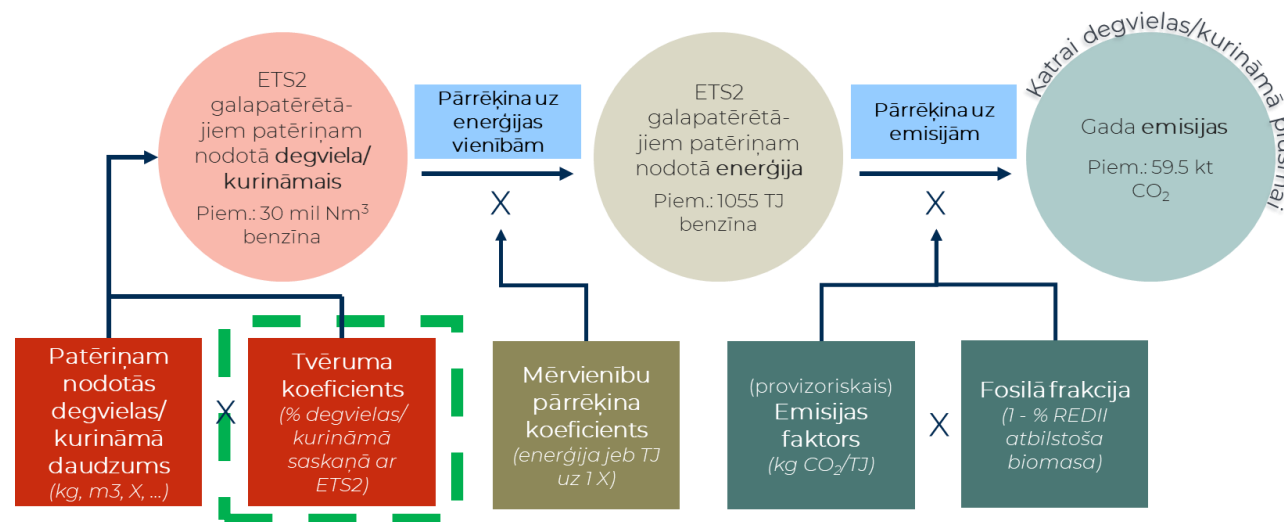 ETS2
galapatērētā-
jiem patēriņam
nodotā degviela/
kurināmais
Piem.: 30 mil Nm³
benzīna
Pārrēķina uz
enerģijas
vienībām
X
ETS2
galapatērētā-
jiem patēriņam
nodotā enerģija
Piem.: 1055 TJ
benzīna
Pārrēķina uz
emisijām
X
Katrai degvielas/kurināmā plūsmai
Gada emisijas
Piem.: 59.5 kt
CO₂
Patēriņam
nodotās
degvielas/
kurināmā
daudzums
(kg, m3, X, ...)
X
Tvēruma
koeficients
(% degvielas/
kurināmā
saskaņā ar
ETS2)
Mērvienību
pārrēķina
koeficients
(enerģija jeb TJ
uz 1 X)
(provizoriskais)
Emisijas
faktors
(kg CO₂/TJ)
X
Fosilā frakcija
(1 - % REDII
atbilstoša
biomasa)